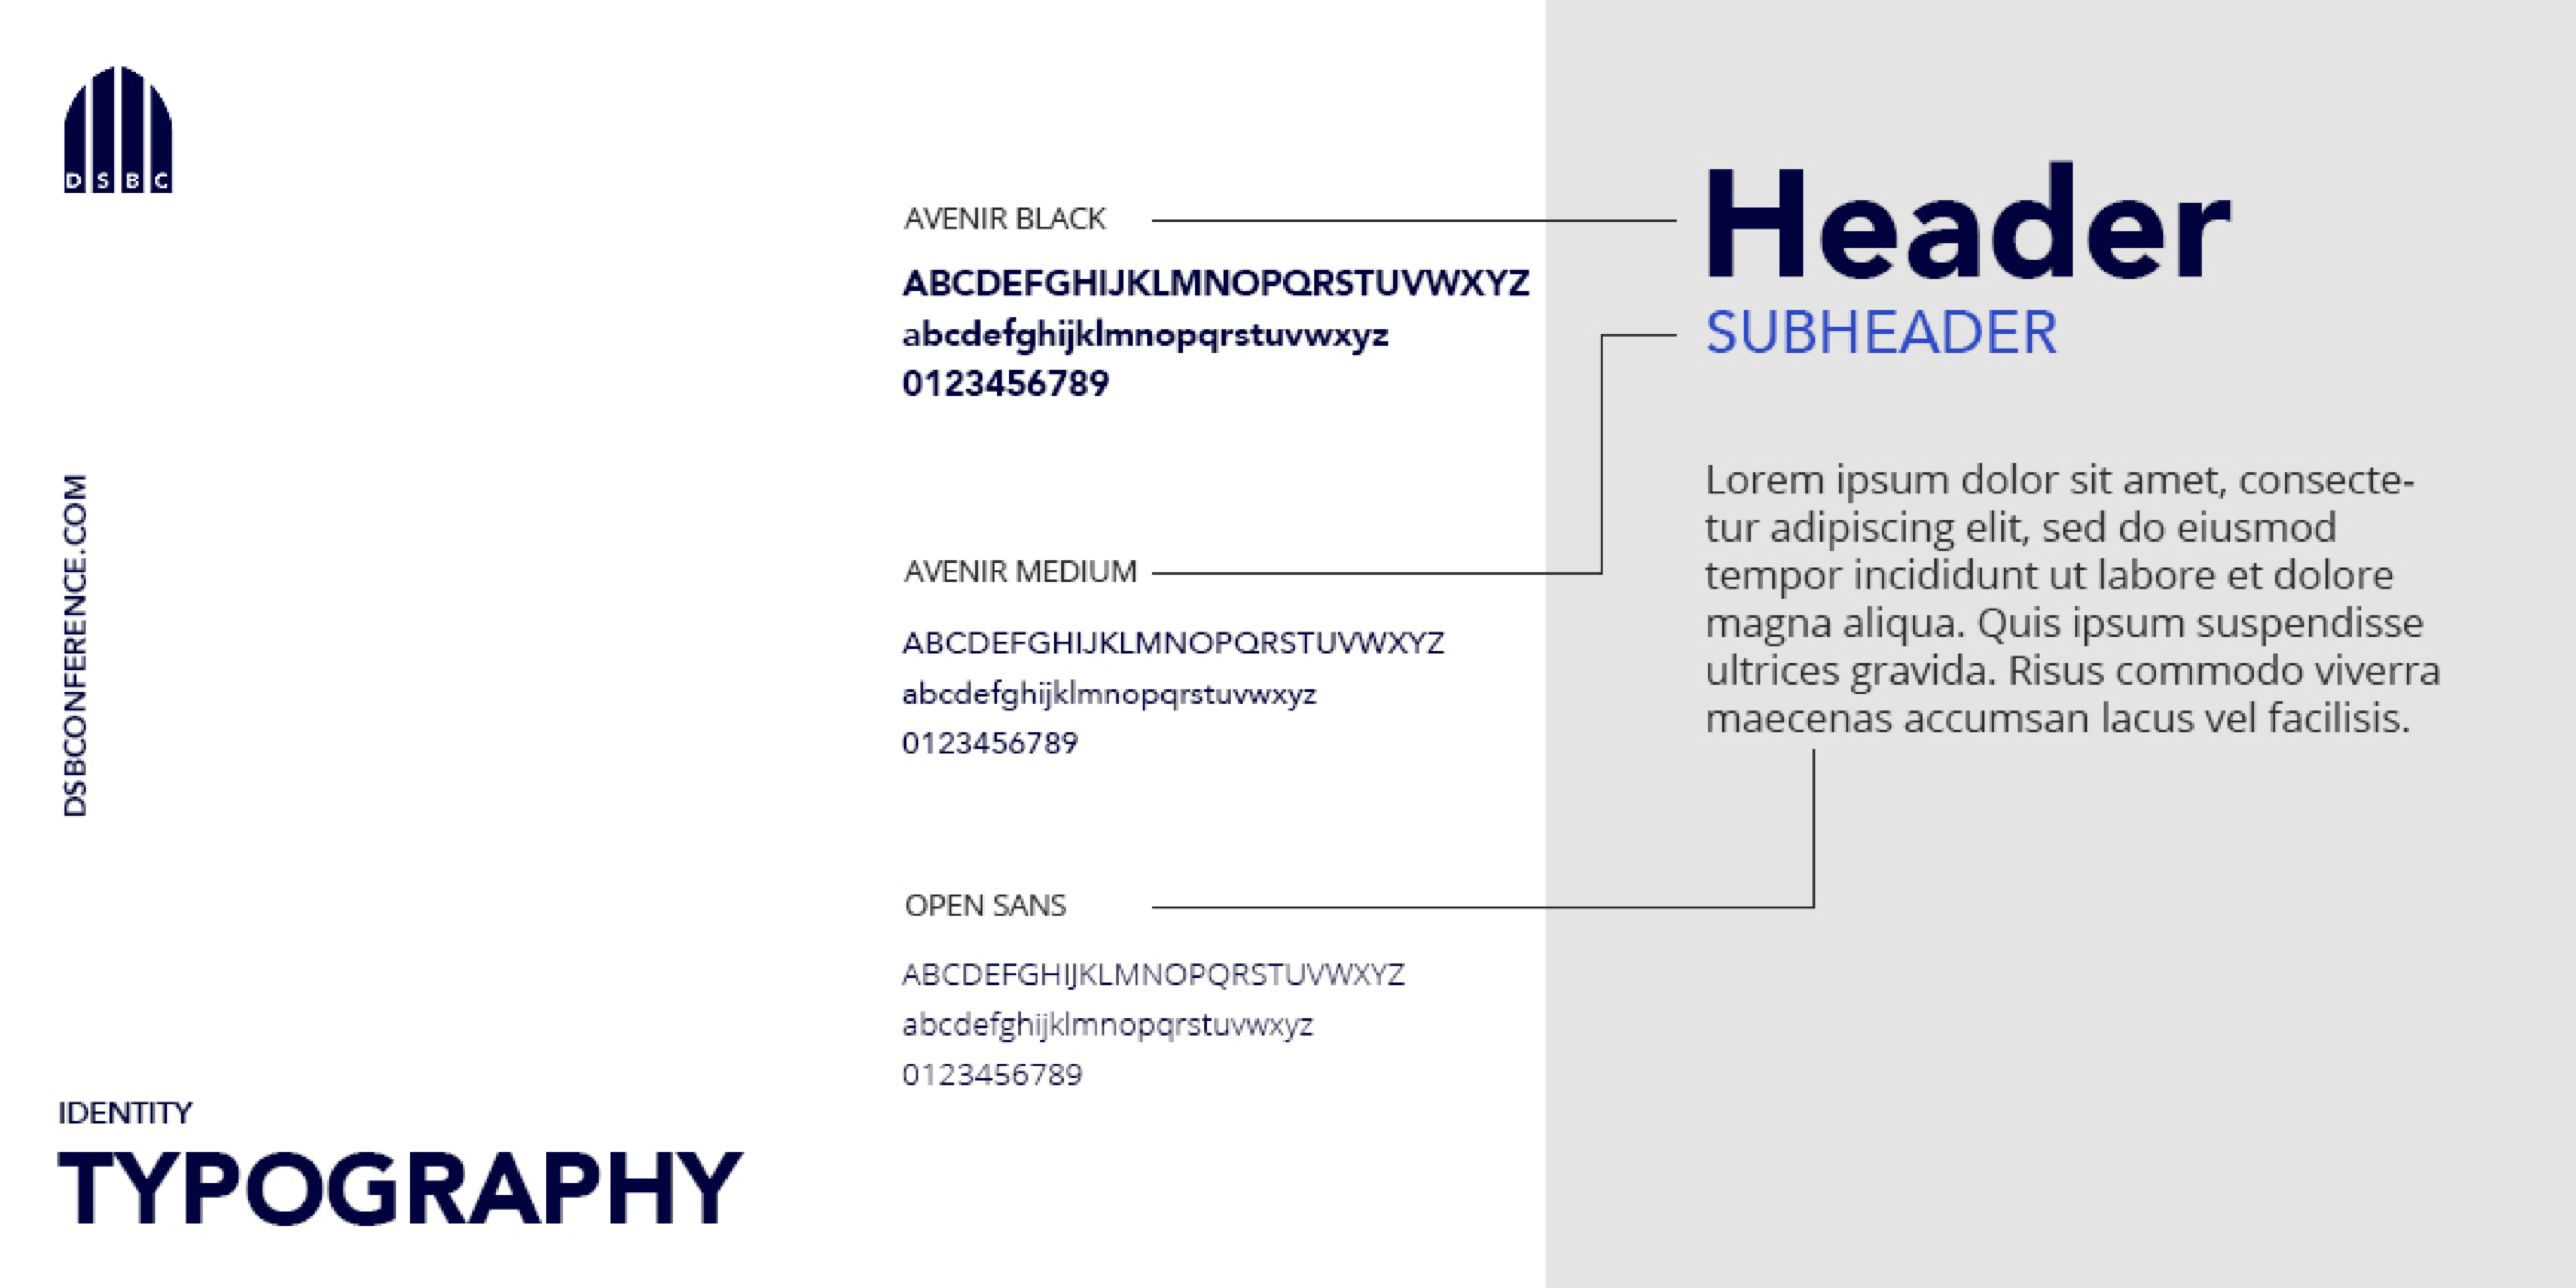 D S B C
DSBCONFERENCE.COM
IDENTITY
TYPOGRAPHY
AVENIR BLACK
ABCDEFGHIJKLMNOPQRSTUVWXYZ
abcdefghijklmnopqrstuvwxyz
0123456789
AVENIR MEDIUM
ABCDEFGHIJKLMNOPQRSTUVWXYZ
abcdefghijklmnopqrstuvwxyz
0123456789
OPEN SANS
ABCDEFGHIJKLMNOPQRSTUVWXYZ
abcdefghijklmnopqrstuvwxyz
0123456789
Header
SUBHEADER
Lorem ipsum dolor sit amet, consecte-
tur adipiscing elit, sed do eiusmod
tempor incididunt ut labore et dolore
magna aliqua. Quis ipsum suspendisse
ultrices gravida. Risus commodo viverra
maecenas accumsan lacus vel facilisis.